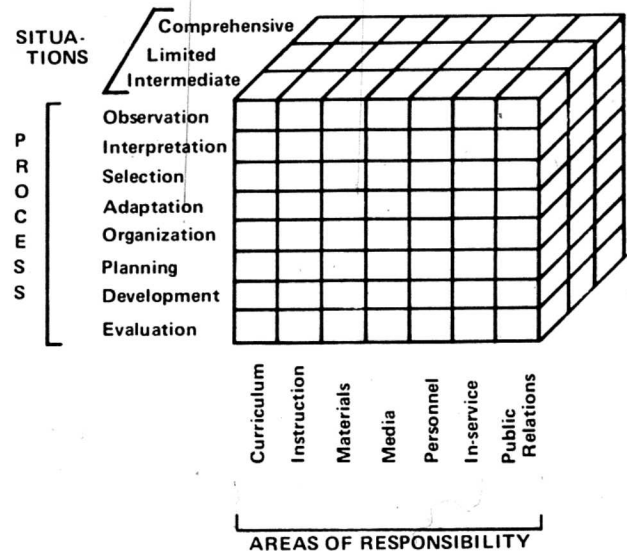 SITUA-
TIONS
Comprehensive
Limited
Intermediate
PROCESS
Observation
Interpretation
Selection
Adaptation
Organization
Planning
Development
Evaluation
Curriculum
Instruction
Materials
Media
Personnel
In-service
Public
Relations
AREAS OF RESPONSIBILITY